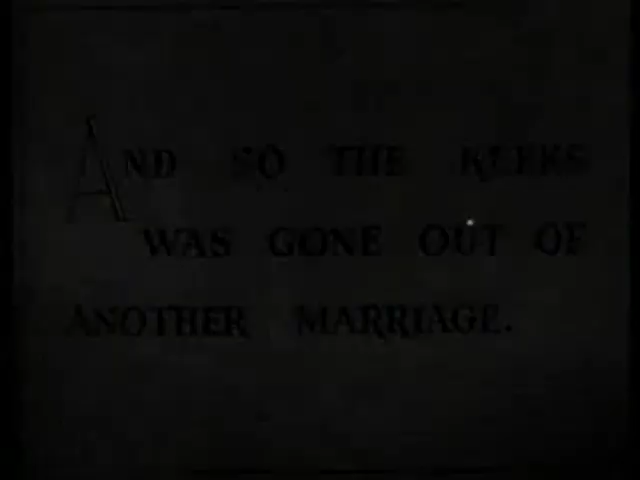 AND SO THE
WAS GONE OUT OF
ANOTHER MARRIAGE.